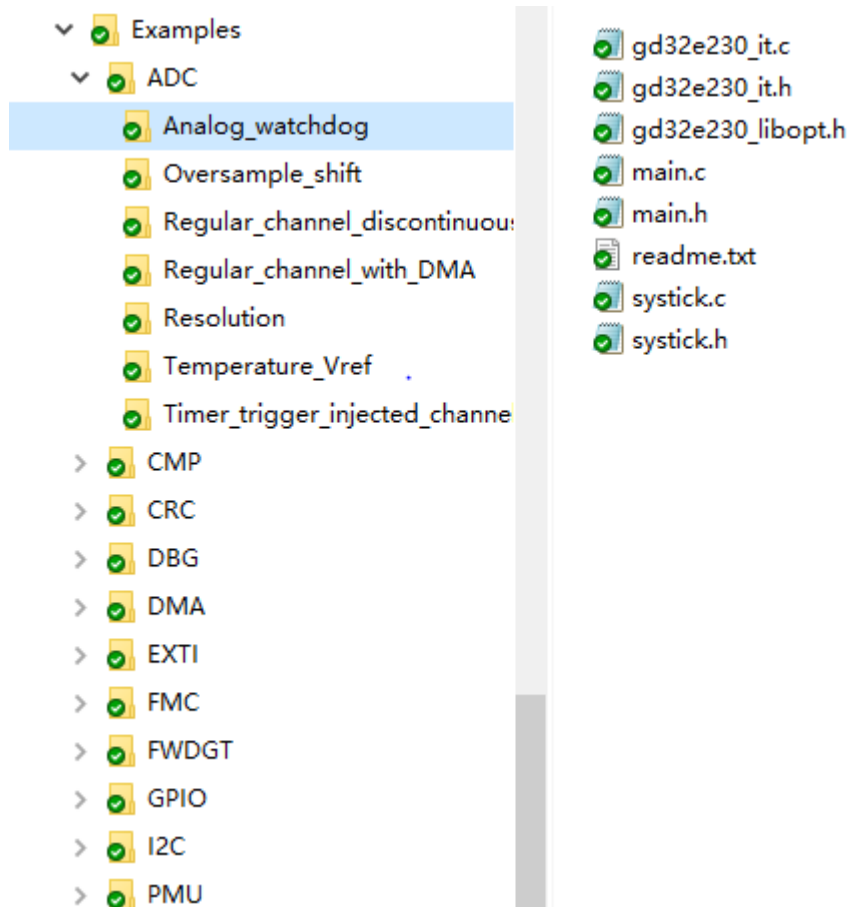 Examples
ADC
Analog_watchdog
Oversample_shift
Regular_channel_discontinuou
Regular_channel_with_DMA
Resolution
Temperature_Vref
Timer_trigger_injected_channe
CMP
CRC
DBG
DMA
EXTI
FMC
FWDGT
GPIO
I2C
PMU
gd32e230_it.c
gd32e230_it.h
gd32e230_libopt.h
main.c
main.h
readme.txt
systick.c
systick.h